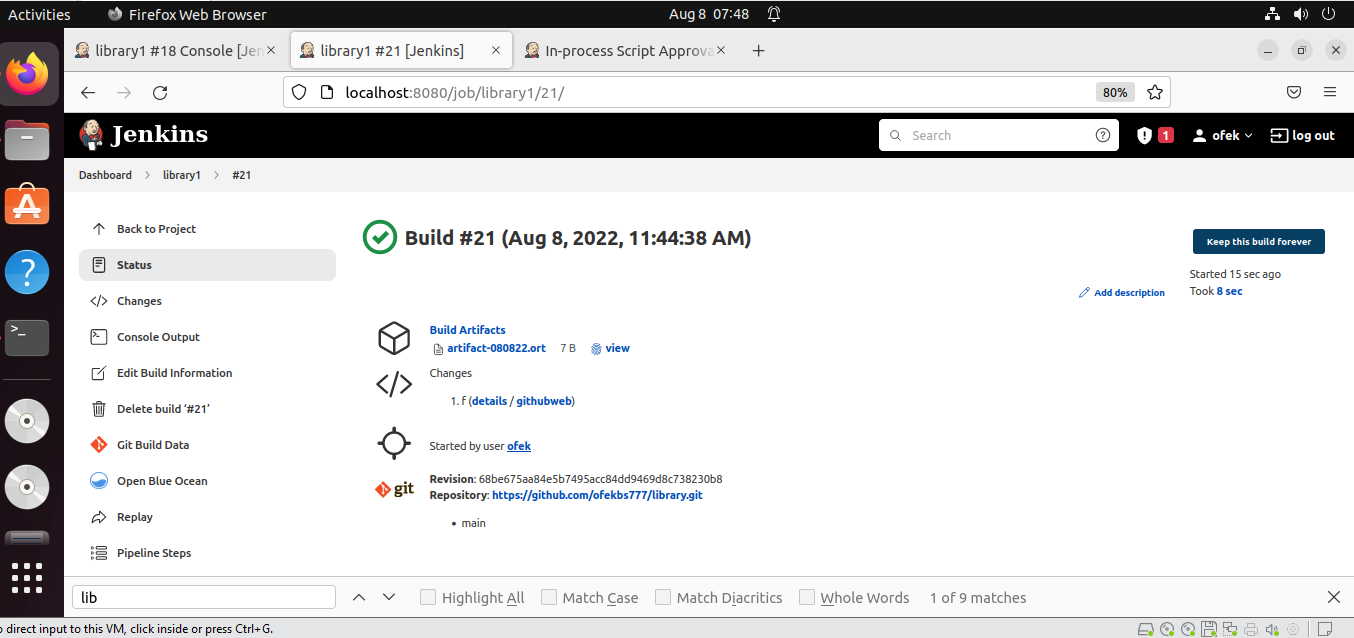 Activities Firefox Web Browser Aug 8 07:48
library1 #18 Console [Jen library1 #21 [Jenkins] In-process Script Approva
localhost:8080/job/library1/21/ 80%
Jenkins Search 1 ofek log out
Dashboard library1 #21
Back to Project
Status
Changes
Console Output
Edit Build Information
Delete build ‘#21’
Git Build Data
Open Blue Ocean
Replay
Pipeline Steps
Build #21 (Aug 8, 2022, 11:44:38 AM)
Keep this build forever
Started 15 sec ago
Took 8 sec
Add description
Build Artifacts
artifact-080822.ort 7 B view
Changes
1. f (details / githubweb)
Started by user ofek
git
Revision: 68be675aa84e5b7495acc84dd9469d8c738230b8
Repository: https://github.com/ofekbs777/library.git
• main
lib Highlight All Match Case Match Diacritics Whole Words 1 of 9 matches
o direct input to this VM, click inside or press Ctrl+G.